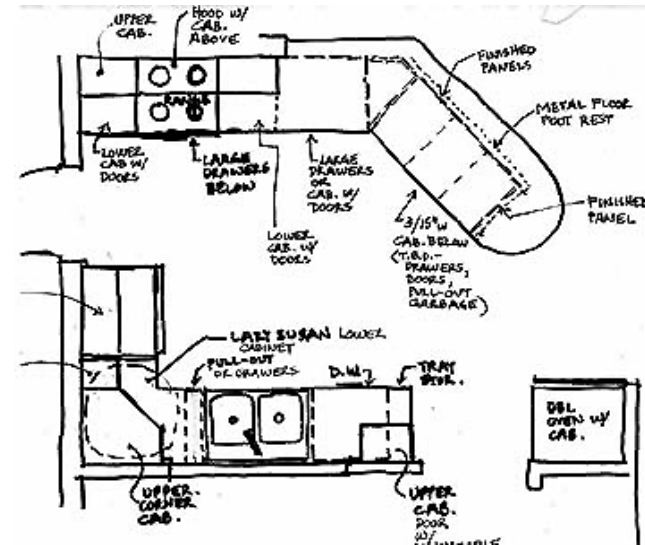 UPPER
CAB.
HOOD W/
CAB.
ABOVE
FINISHED
PANELS
METAL FLOOR
FOOT REST
RANGE
LOWER
CAB W/
DOORS
LARGE
DRAWERS
BELOW
LARGE
DRAWERS
OR
CAB. W/
DOORS
FINISHED
PANEL
LOWER
CAB. W/
DOORS
3/15" W
CAB. BELOW
(T.B.D.-
DRAWERS,
DOORS,
PULL-OUT
GARBAGE)
LAZY SUSAN LOWER
CABINET
PULL-OUT
OR DRAWERS
D.W.
TRAY
STOR.
DBL
OVEN W/
CAB.
UPPER
CORNER
CAB.
UPPER
CAB.
DOOR
W/